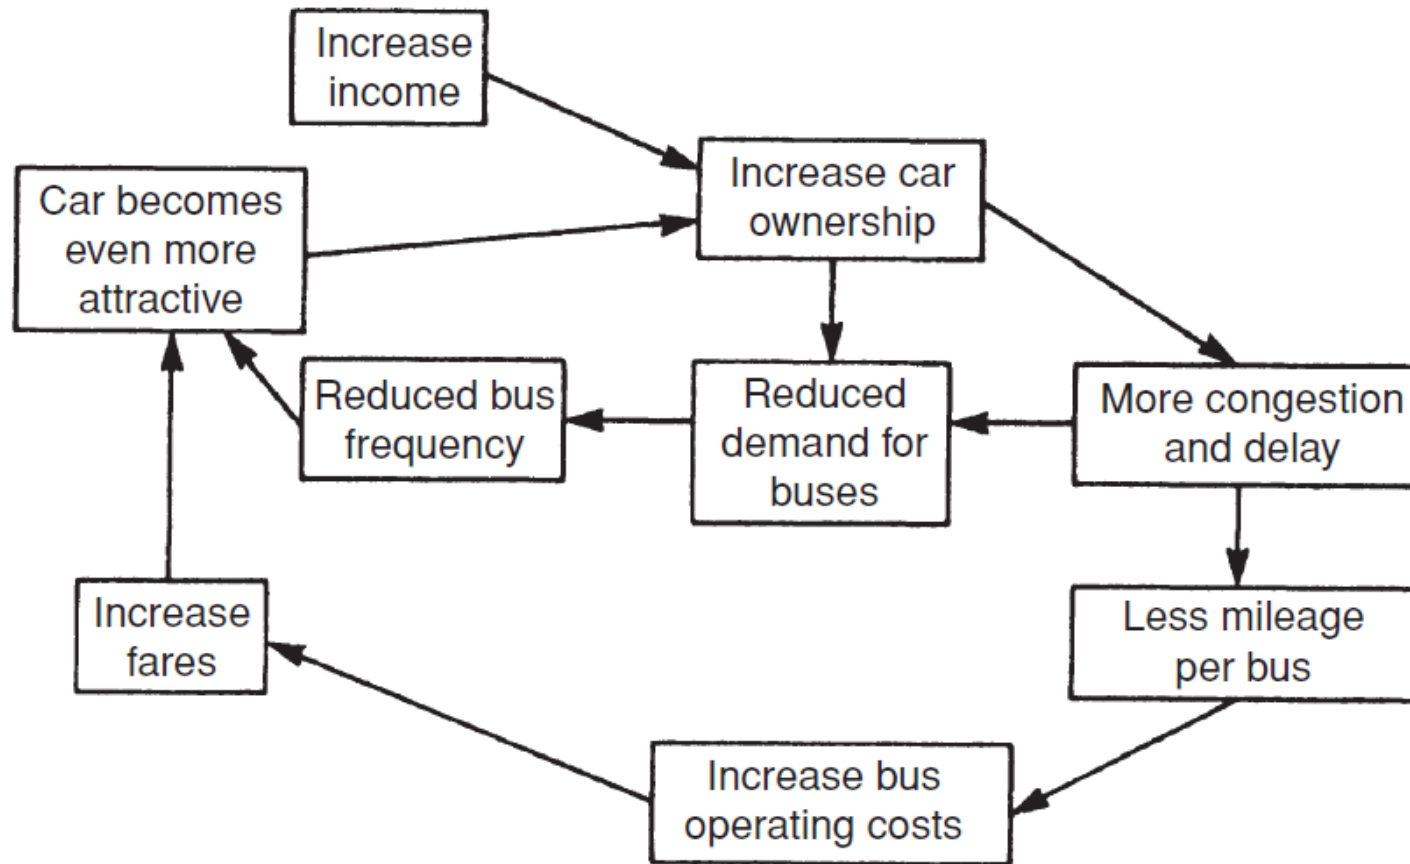 Increase
income
Increase car
ownership
Car becomes
even more
attractive
Reduced bus
frequency
Reduced
demand for
buses
More congestion
and delay
Increase
fares
Less mileage
per bus
Increase bus
operating costs